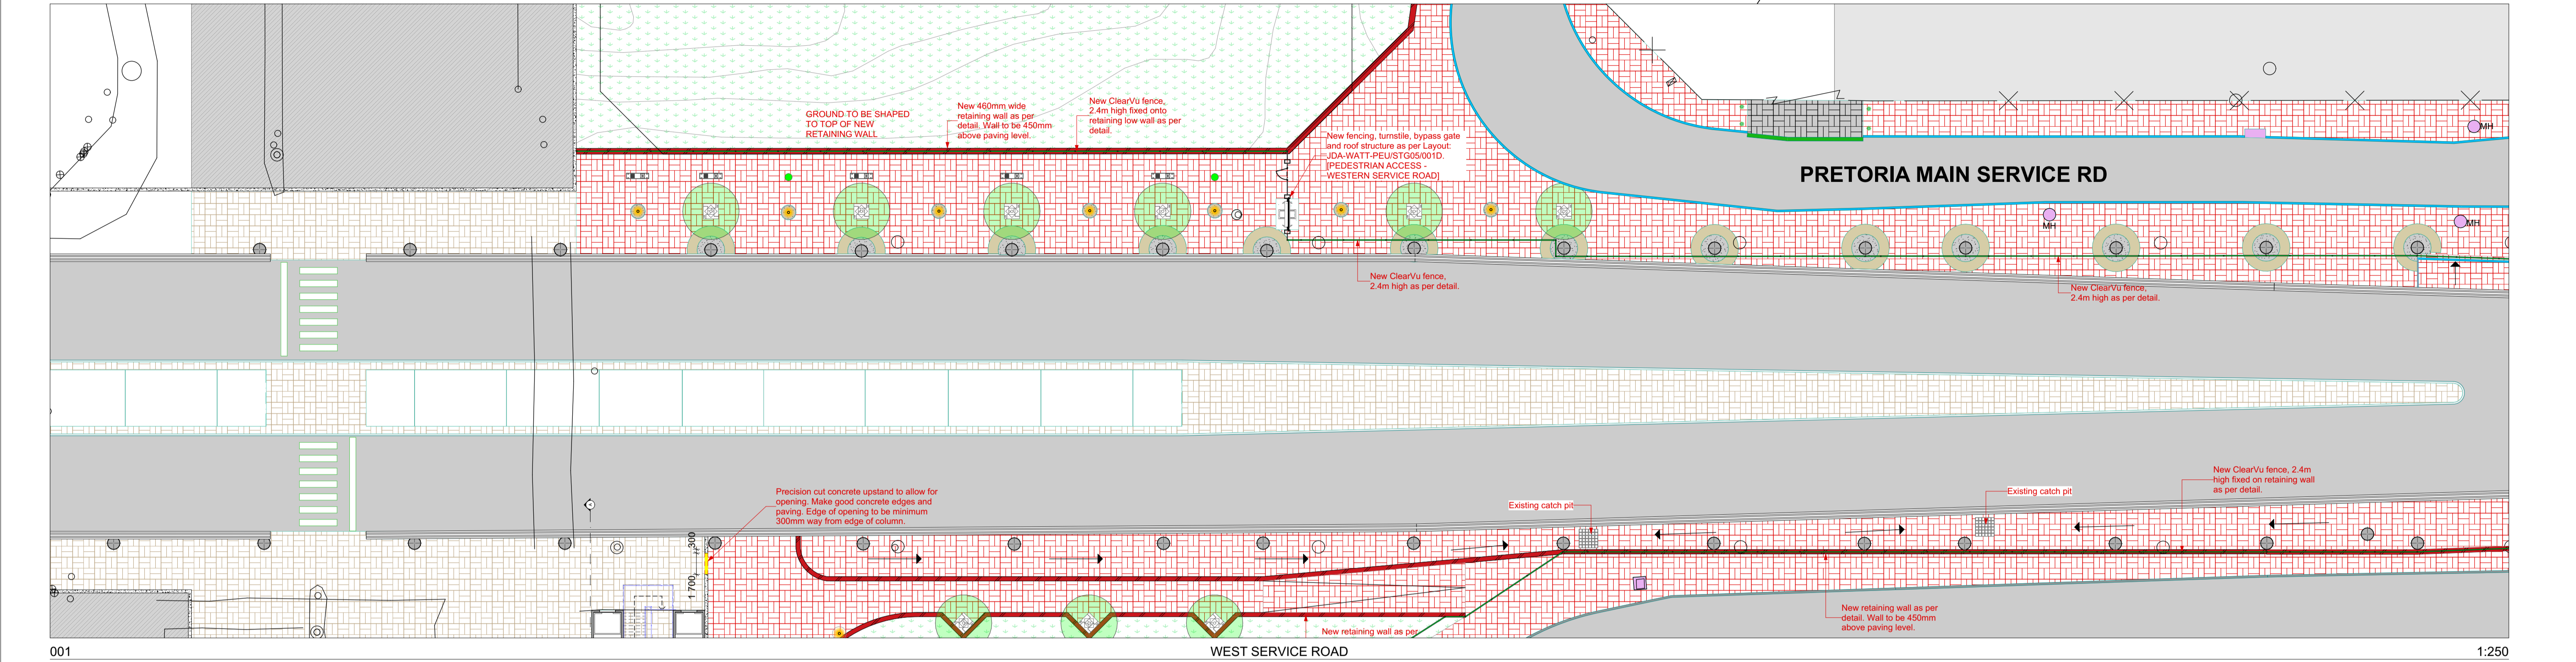 GROUND TO BE SHAPED
TO TOP OF NEW
RETAINING WALL
New 460mm wide
retaining wall as per
detail. Wall to be 450mm
above paving level.
New ClearVu fence,
2.4m high fixed onto
retaining low wall as per
detail.
New fencing, turnstile, bypass gate
and roof structure as per Layout:
JDA-WATT-PEU/STG05/001D.
[PEDESTRIAN ACCESS -
WESTERN SERVICE ROAD]
MH
PRETORIA MAIN SERVICE RD
MH
MH
New ClearVu fence,
2.4m high as per detail.
New ClearVu fence,
2.4m high as per detail.
Precision cut concrete upstand to allow for
opening. Make good concrete edges and
paving. Edge of opening to be minimum
300mm way from edge of column.
Existing catch pit
Existing catch pit
New ClearVu fence, 2.4m
high fixed on retaining wall
as per detail.
300
1 700
New retaining wall as per
detail. Wall to be 450mm
above paving level.
New retaining wall as per
001
WEST SERVICE ROAD
1:250